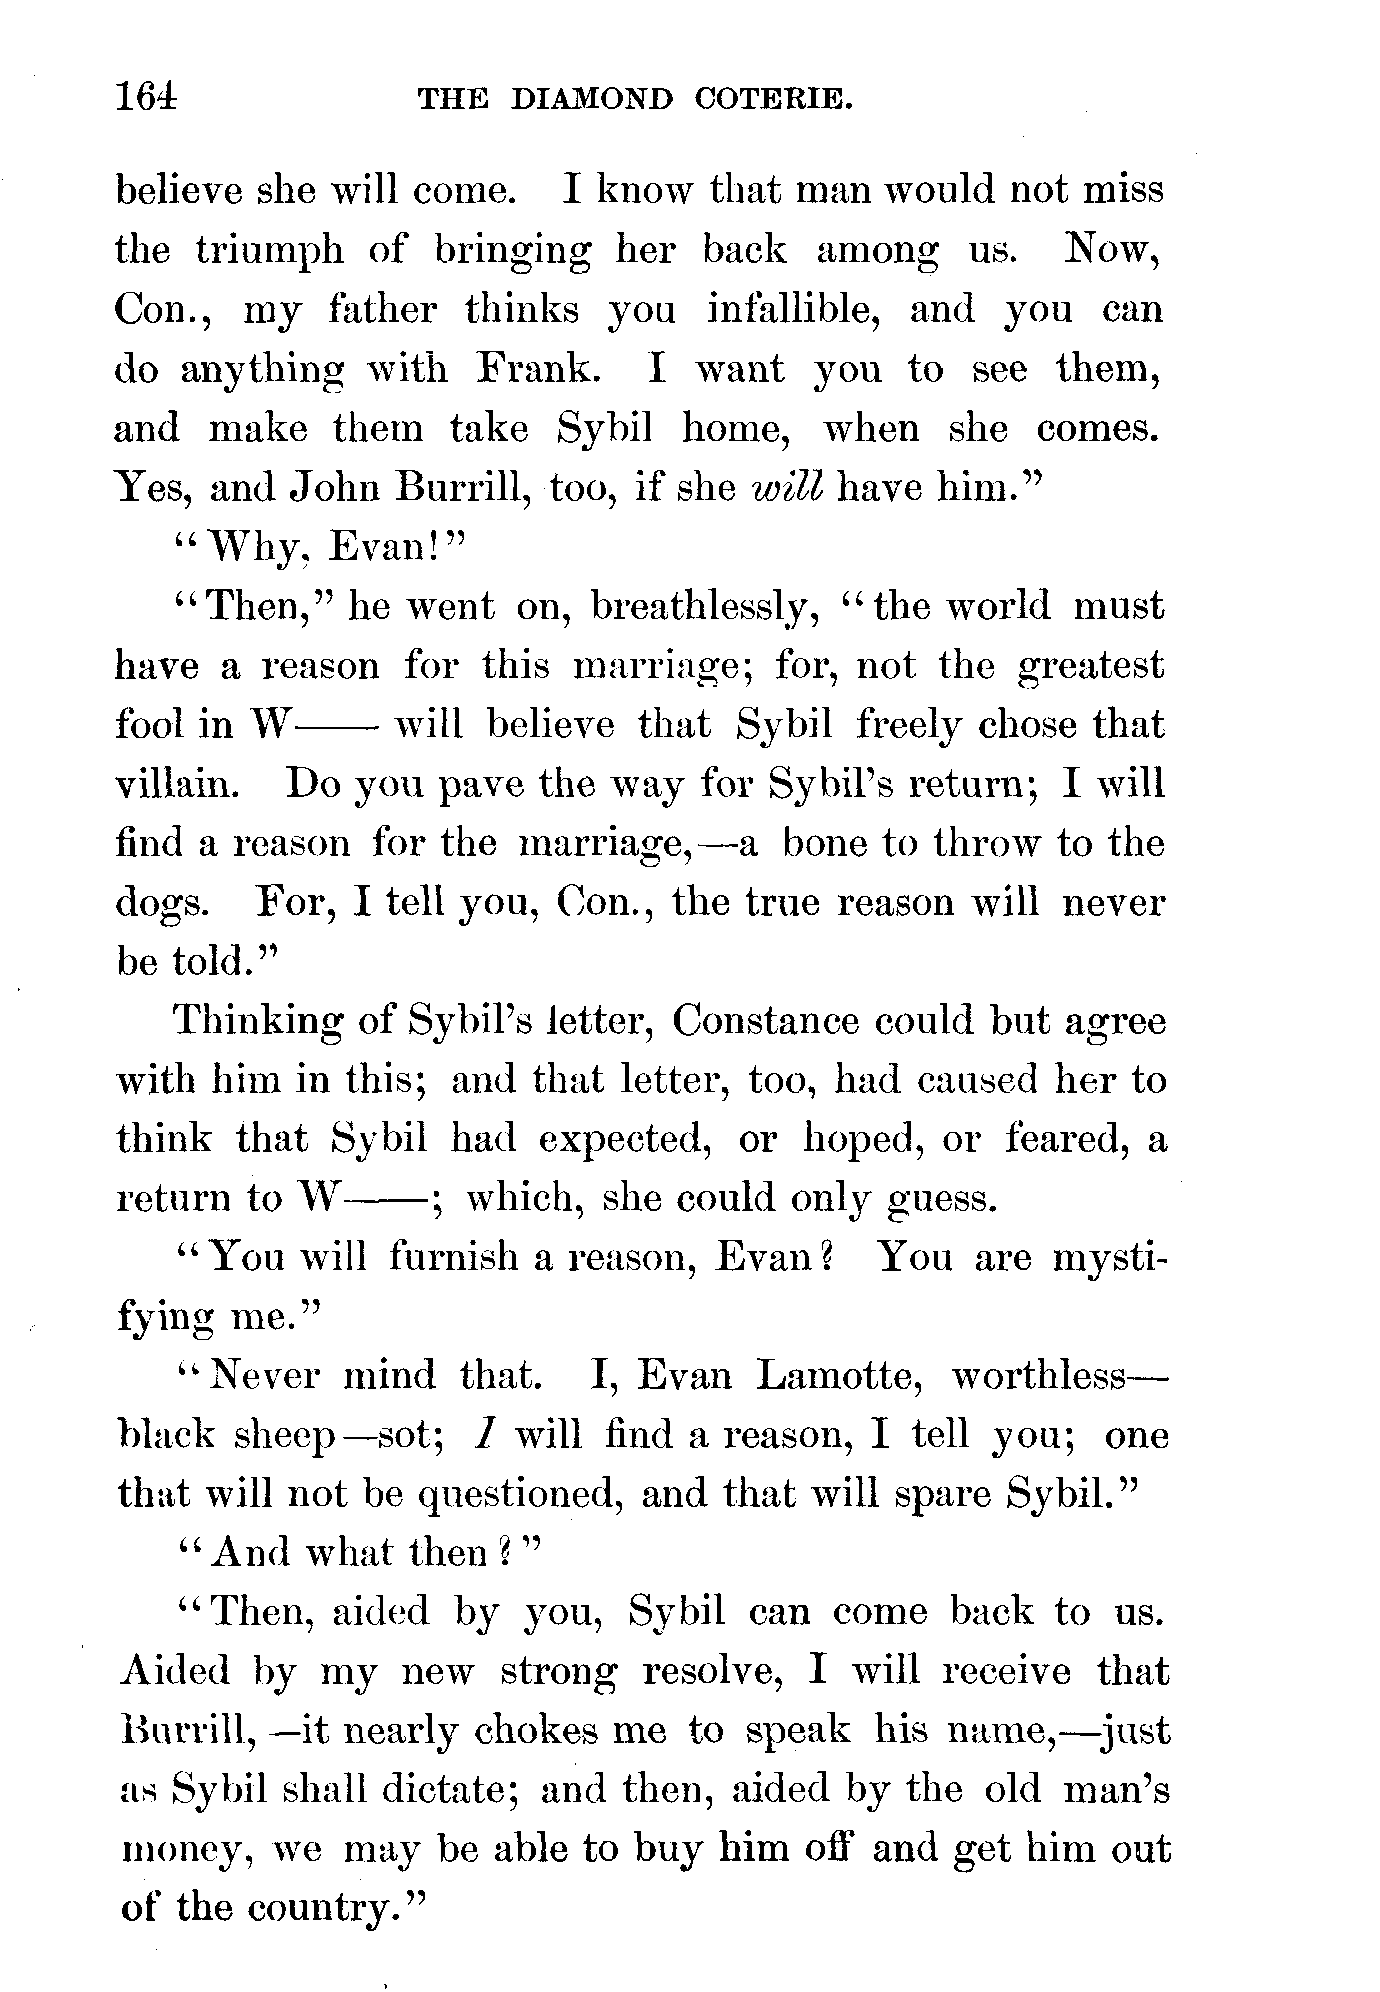 164 THE DIAMOND COTERIE.
believe she will come. I know that man would not miss
the triumph of bringing her back among us. Now,
Con., my father thinks you infallible, and you can
do anything with Frank. I want you to see them,
and make them take Sybil home, when she comes.
Yes, and John Burrill, too, if she will have him."
"Why, Evan!"
"Then," he went on, breathlessly, "the world must
have a reason for this marriage; for, not the greatest
fool in W—— will believe that Sybil freely chose that
villain. Do you pave the way for Sybil's return; I will
find a reason for the marriage,—a bone to throw to the
dogs. For, I tell you, Con., the true reason will never
be told."
Thinking of Sybil's letter, Constance could but agree
with him in this; and that letter, too, had caused her to
think that Sybil had expected, or hoped, or feared, a
return to W——; which, she could only guess.
"You will furnish a reason, Evan? You are mysti-
fying me."
"Never mind that. I, Evan Lamotte, worthless—
black sheep—sot; I will find a reason, I tell you; one
that will not be questioned, and that will spare Sybil."
"And what then?"
"Then, aided by you, Sybil can come back to us.
Aided by my new strong resolve, I will receive that
Burrill,—it nearly chokes me to speak his name,—just
as Sybil shall dictate; and then, aided by the old man's
money, we may be able to buy him off and get him out
of the country."